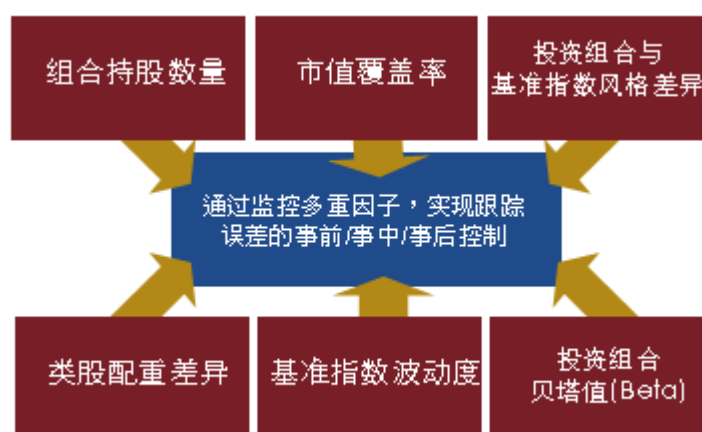 组合持股数量
市值覆盖率
投资组合与
基准指数风格差异
通过监控多重因子，实现跟踪
误差的事前/事中/事后控制
类股配重差异
基准指数波动度
投资组合
贝塔值(Beta)